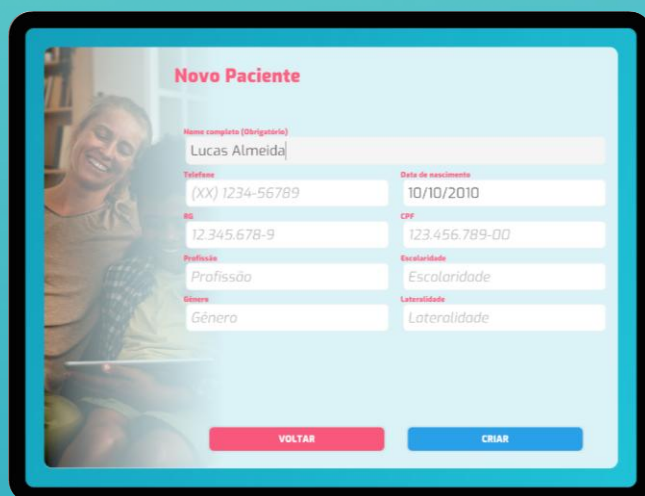 Novo Paciente
Nome completo (Obrigatório)
Lucas Almeida
Telefone
Data de nascimento
(XX) 1234-56789
10/10/2010
RG
CPF
12.345.678-9
123.456.789-00
Profissão
Escolaridade
Profissão
Escolaridade
Gênero
Lateralidade
Gênero
Lateralidade
VOLTAR
CRIAR